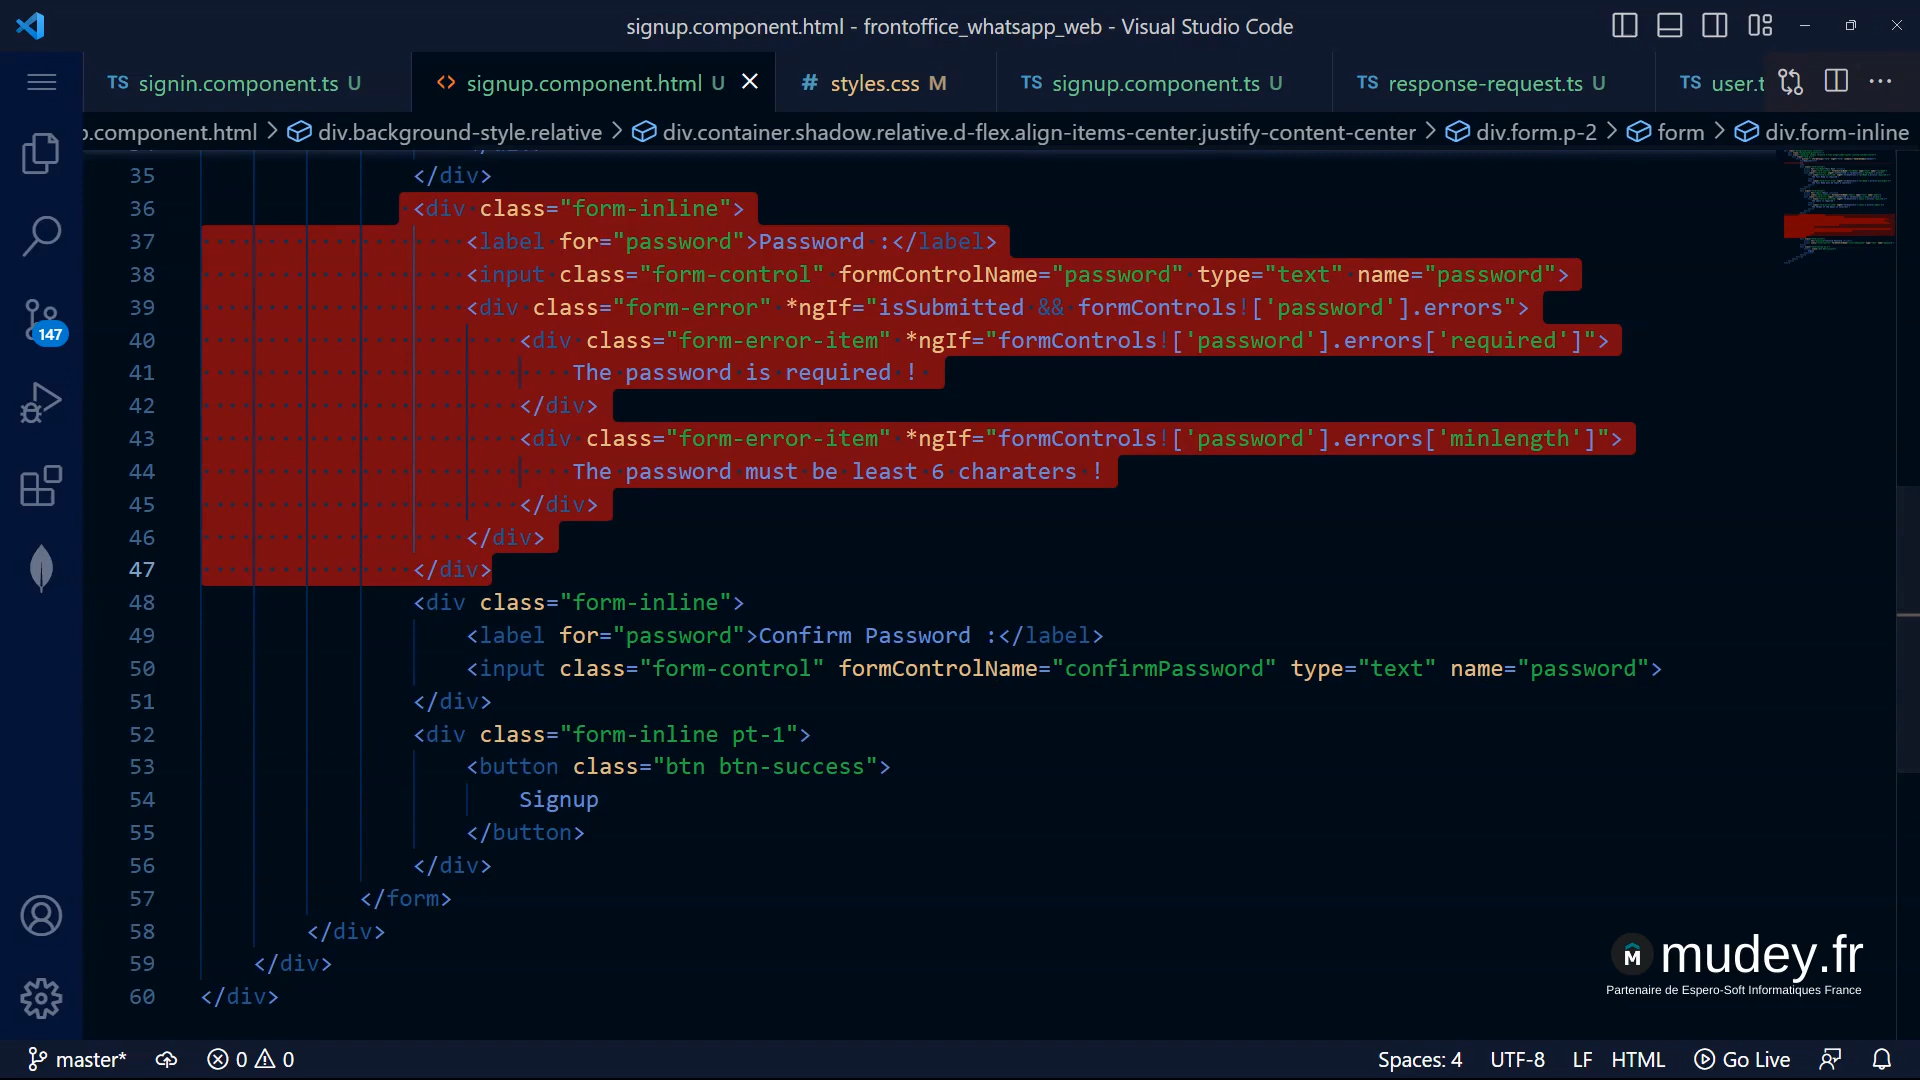 signup.component.html - frontoffice_whatsapp_web - Visual Studio Code
TS signin.component.ts U
<> signup.component.html U
# styles.css M
TS signup.component.ts U
TS response-request.ts U
TS user.t
p.component.html > div.background-style.relative > div.container.shadow.relative.d-flex.align-items-center.justify-content-center > div.form.p-2 > form > div.form-inline
35 </div>
36 <div class="form-inline">
37 <label for="password">Password :</label>
38 <input class="form-control" formControlName="password" type="text" name="password">
39 <div class="form-error" *ngIf="isSubmitted && formControls!['password'].errors">
40 <div class="form-error-item" *ngIf="formControls!['password'].errors['required']">
41 The password is required !
42 </div>
43 <div class="form-error-item" *ngIf="formControls!['password'].errors['minlength']">
44 The password must be least 6 charaters !
45 </div>
46 </div>
47 </div>
48 <div class="form-inline">
49 <label for="password">Confirm Password :</label>
50 <input class="form-control" formControlName="confirmPassword" type="text" name="password">
51 </div>
52 <div class="form-inline pt-1">
53 <button class="btn btn-success">
54 Signup
55 </button>
56 </div>
57 </form>
58 </div>
59 </div>
60 </div>
147
M mudey.fr
Partenaire de Espero-Soft Informatiques France
master* 0 0 Spaces: 4 UTF-8 LF HTML Go Live